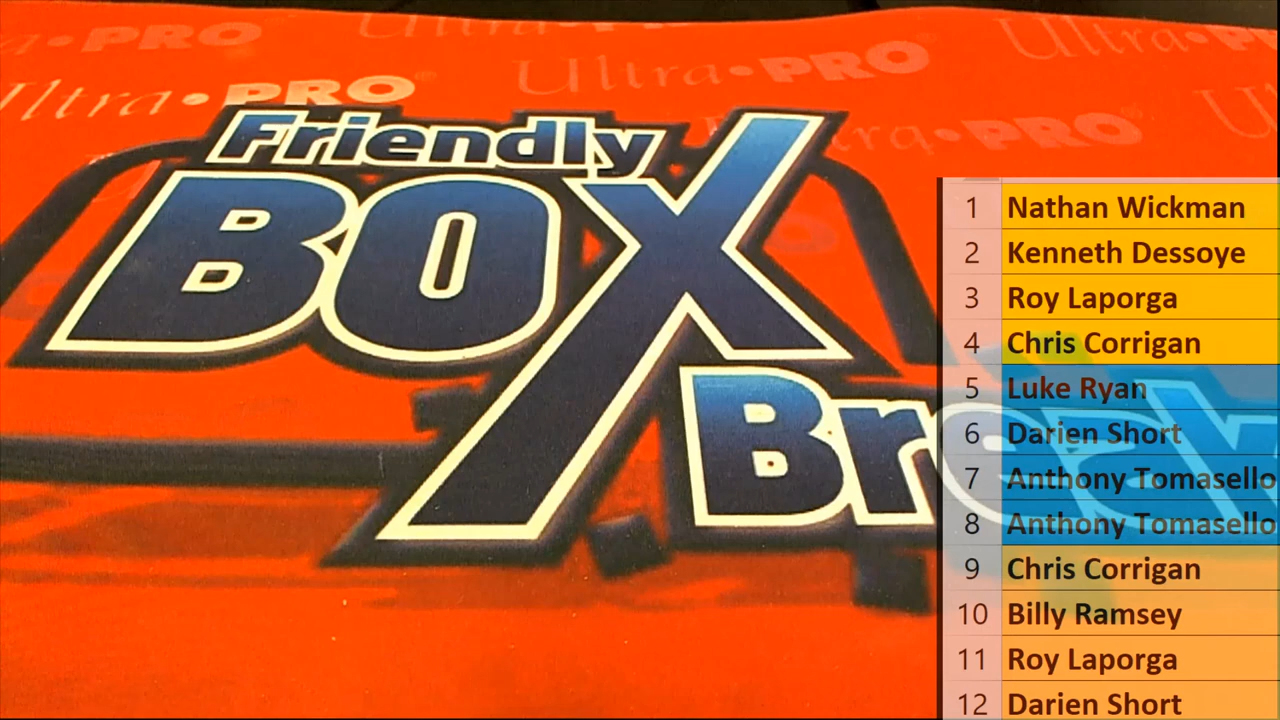 Ultra PRO
Ultra PRO
Ultra PRO
Ultra PRO
PRO
Friendly
BOX
Br
1 Nathan Wickman
2 Kenneth Dessoye
3 Roy Laporga
4 Chris Corrigan
5 Luke Ryan
6 Darien Short
7 Anthony Tomasello
8 Anthony Tomasello
9 Chris Corrigan
10 Billy Ramsey
11 Roy Laporga
12 Darien Short